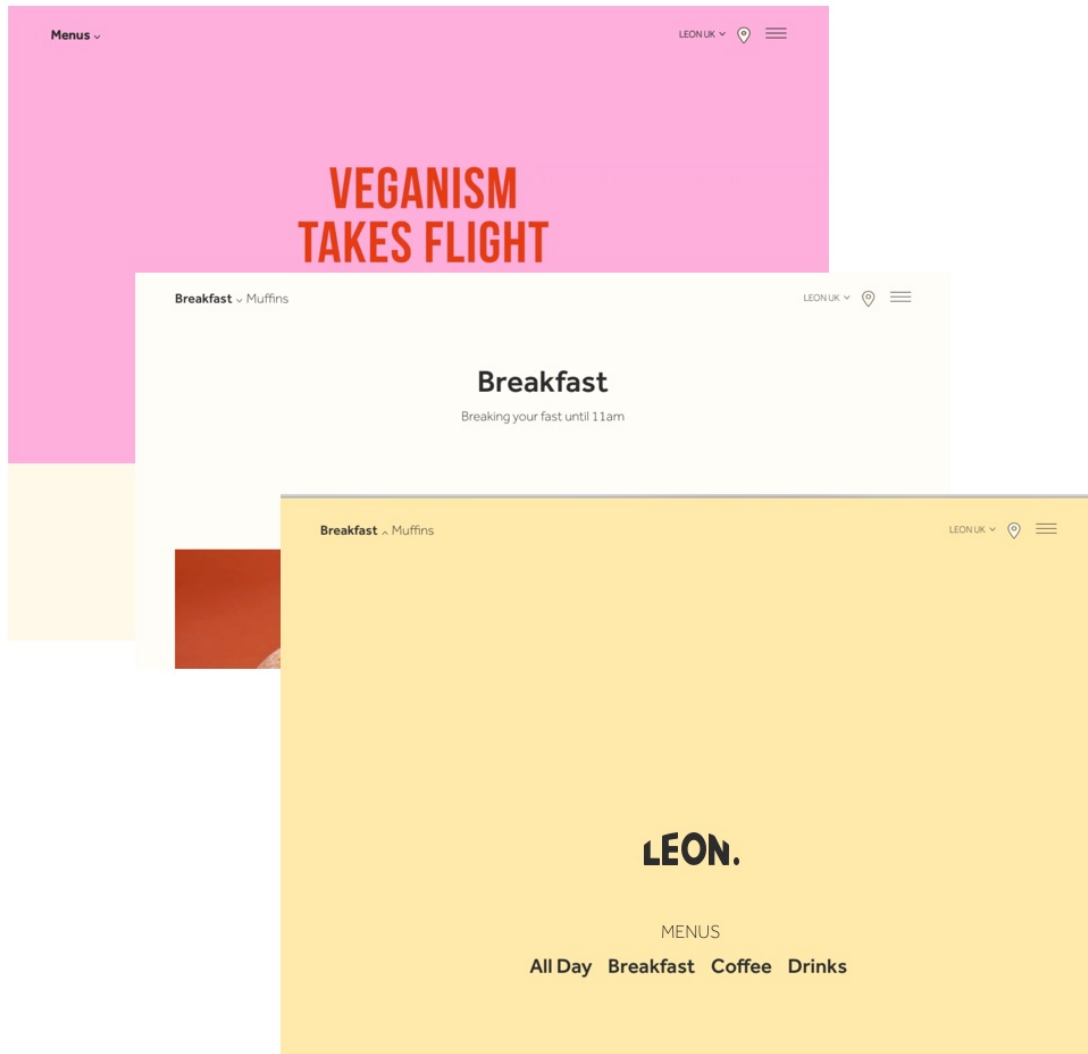 Menus LEON UK
VEGANISM
TAKES FLIGHT
Breakfast Muffins LEON UK
Breakfast
Breaking your fast until 11am
Breakfast Muffins LEON UK
LEON.
MENUS
All Day Breakfast Coffee Drinks